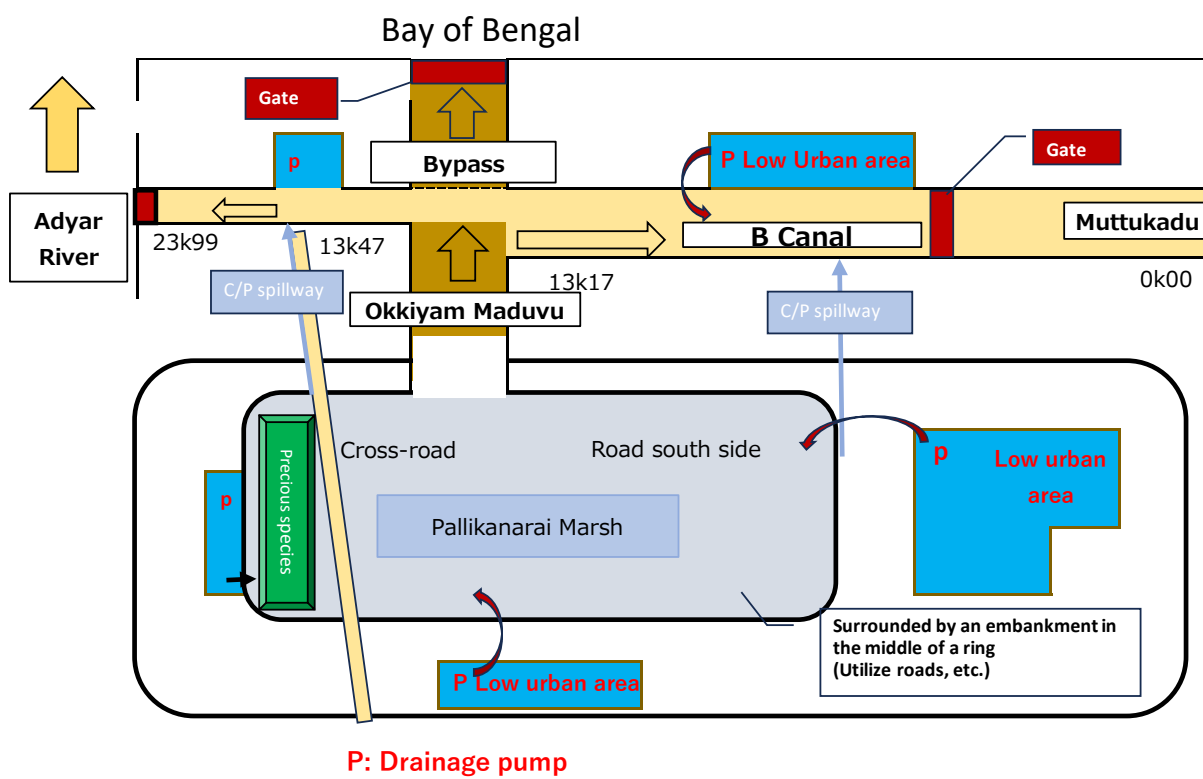 Bay of Bengal
Gate
p
Bypass
P Low Urban area
Gate
Adyar
River
23k99
13k47
B Canal
Muttukadu
13k17
0k00
C/P spillway
Okkiyam Maduvu
C/P spillway
Cross-road
Road south side
p
Low urban
area
p
Precious species
Pallikanarai Marsh
Surrounded by an embankment in
the middle of a ring
(Utilize roads, etc.)
P Low urban area
P: Drainage pump